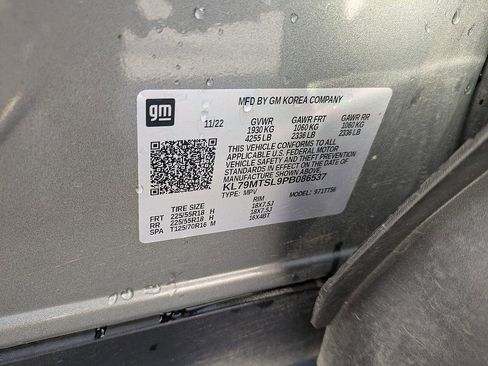 gm
MFD BY GM KOREA COMPANY
11/22 GVWR GAWR FRT GAWR RR
1930 KG 1060 KG 1060 KG
4255 LB 2336 LB 2336 LB
THIS VEHICLE CONFORMS TO ALL
APPLICABLE U.S. FEDERAL MOTOR
VEHICLE SAFETY AND THEFT PREVENTION
STANDARDS IN EFFECT ON THE DATE OF
MANUFACTURE SHOWN ABOVE.
KL79MTSL9PB086537
TYPE: MPV MODEL:
TIRE SIZE RIM
FRT 225/55R18 H 18X7.5J
RR 225/55R18 H 18X7.5J
SPA T125/70R16 M 16X4BT